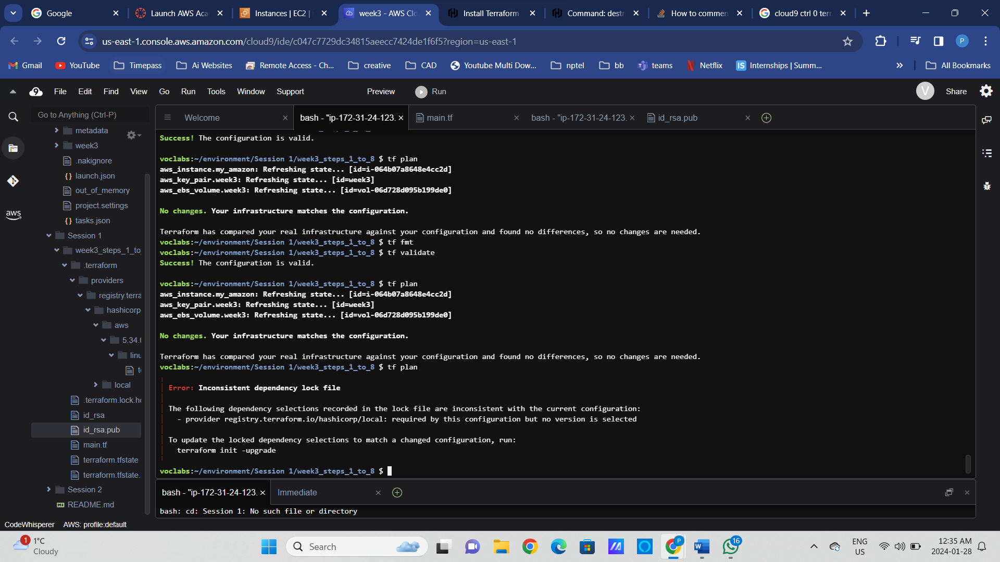 Google
Launch AWS Aca
Instances | EC2 |
week3 - AWS Clo
Install Terraform
Command: destr
How to commen
cloud9 ctrl 0 terr
us-east-1.console.aws.amazon.com/cloud9/ide/c047c7729dc34815aeecc7424de1f6f5?region=us-east-1
P
Gmail
YouTube
Timepass
Ai Websites
Remote Access - Ch...
creative
CAD
Youtube Multi Dow...
nptel
bb
teams
Netflix
IS Internships | Summ...
All Bookmarks
9 File Edit Find View Go Run Tools Window Support Preview Run
V Share
Go to Anything (Ctrl-P)
metadata
week3
.nakignore
launch.json
out_of_memory
project.settings
tasks.json
aws
Session 1
week3_steps_1_to_
.terraform
providers
registry.terra
hashicorp
aws
5.34.0
linu
te
local
.terraform.lock.hc
id_rsa
id_rsa.pub
main.tf
terraform.tfstate
terraform.tfstate.
Session 2
README.md
Welcome
bash - "ip-172-31-24-123.
main.tf
bash - "ip-172-31-24-123.
id_rsa.pub
Success! The configuration is valid.
voclabs:~/environment/Session 1/week3_steps_1_to_8 $ tf plan
aws_instance.my_amazon: Refreshing state... [id=i-064b07a8648e4cc2d]
aws_key_pair.week3: Refreshing state... [id=week3]
aws_ebs_volume.week3: Refreshing state... [id=vol-06d728d095b199de0]
No changes. Your infrastructure matches the configuration.
Terraform has compared your real infrastructure against your configuration and found no differences, so no changes are needed.
voclabs:~/environment/Session 1/week3_steps_1_to_8 $ tf fmt
voclabs:~/environment/Session 1/week3_steps_1_to_8 $ tf validate
Success! The configuration is valid.
voclabs:~/environment/Session 1/week3_steps_1_to_8 $ tf plan
aws_instance.my_amazon: Refreshing state... [id=i-064b07a8648e4cc2d]
aws_key_pair.week3: Refreshing state... [id=week3]
aws_ebs_volume.week3: Refreshing state... [id=vol-06d728d095b199de0]
No changes. Your infrastructure matches the configuration.
Terraform has compared your real infrastructure against your configuration and found no differences, so no changes are needed.
voclabs:~/environment/Session 1/week3_steps_1_to_8 $ tf plan
Error: Inconsistent dependency lock file
The following dependency selections recorded in the lock file are inconsistent with the current configuration:
- provider registry.terraform.io/hashicorp/local: required by this configuration but no version is selected
To update the locked dependency selections to match a changed configuration, run:
terraform init -upgrade
voclabs:~/environment/Session 1/week3_steps_1_to_8 $
bash - "ip-172-31-24-123.
Immediate
bash: cd: Session 1: No such file or directory
CodeWhisperer AWS: profile:default
1
1°C
Cloudy
Search
P
W
16
ENG
US
12:35 AM
2024-01-28